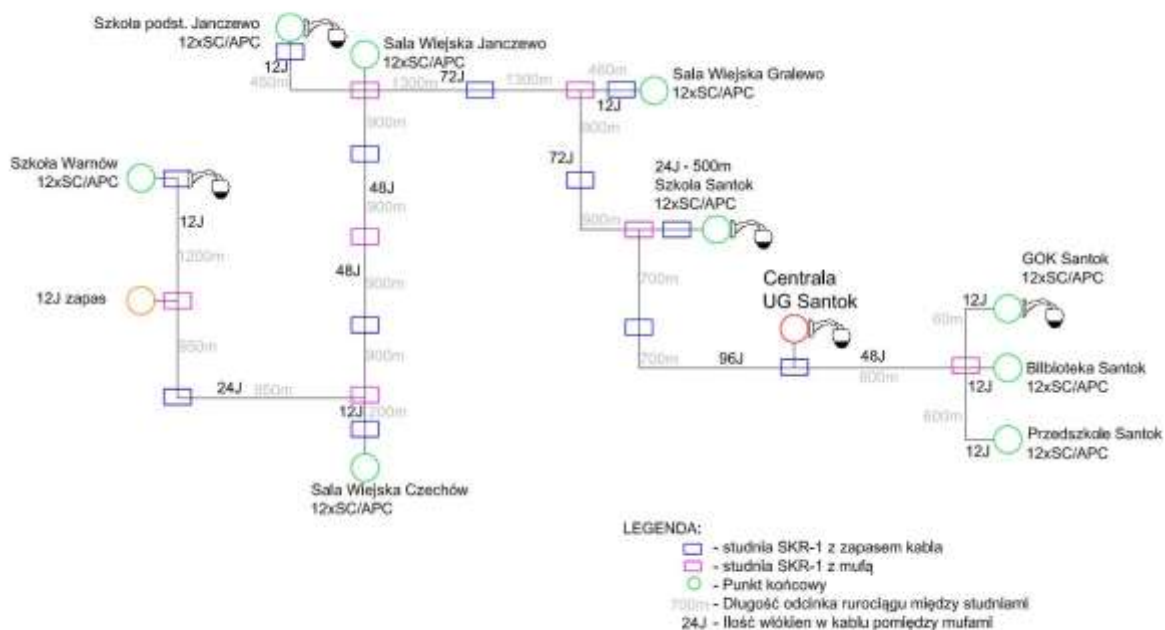 Szkoła podst. Janczewo
12xSC/APC
Sala Wiejska Janczewo
12xSC/APC
12J
450m
1300m
72J
1300m
460m
12J
Sala Wiejska Gralewo
12xSC/APC
900m
900m
72J
24J - 500m
Szkoła Santok
12xSC/APC
Szkoła Warnów
12xSC/APC
12J
48J
900m
900m
1200m
48J
900m
700m
Centrala
UG Santok
GOK Santok
12xSC/APC
12J zapas
12J
60m
950m
900m
700m
96J
48J
600m
Bilbioteka Santok
12xSC/APC
12J
24J
950m
12J
200m
600m
Przedszkole Santok
12xSC/APC
12J
Sala Wiejska Czechów
12xSC/APC
LEGENDA:
- studnia SKR-1 z zapasem kabla
- studnia SKR-1 z mufą
- Punkt końcowy
700m - Długość odcinka rurociągu między studniami
24J - Ilość włókien w kablu pomiędzy mufami